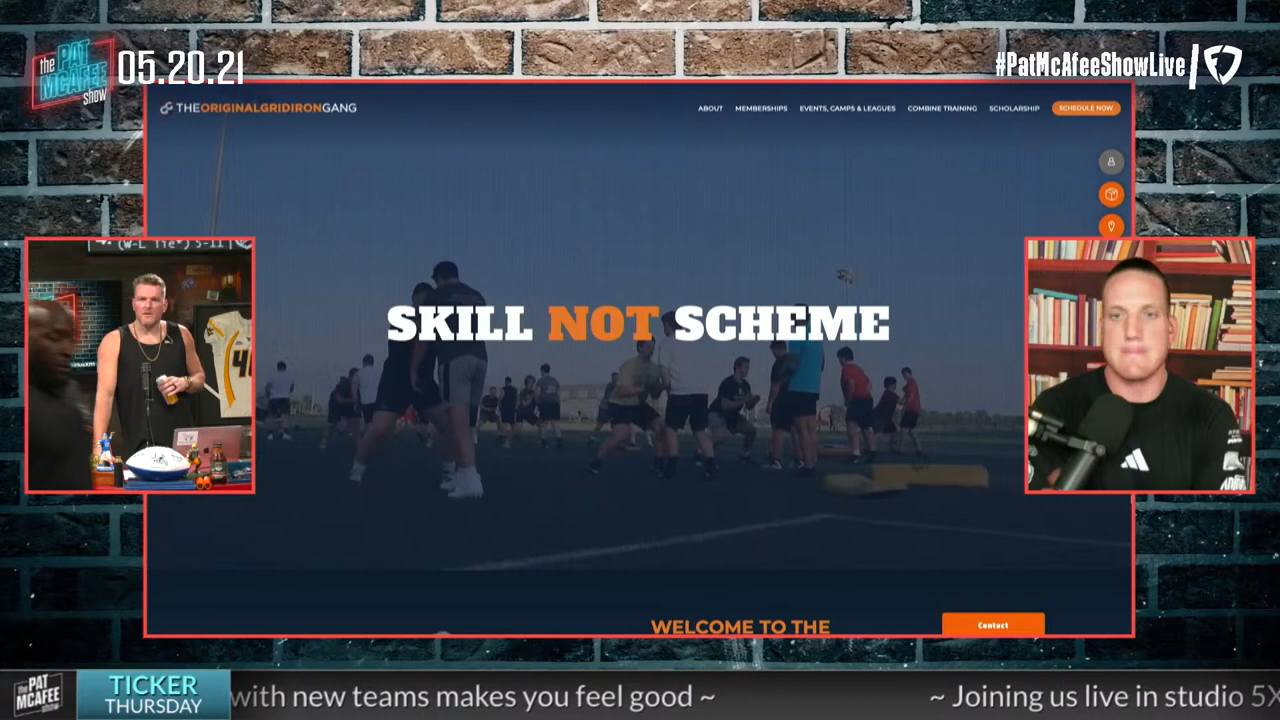 the
PAT
MCAFEE
show
05.20.21
#PatMcAfeeShowLive
THEORIGINALGRIDIRONGANG
ABOUT
MEMBERSHIPS
EVENTS, CAMPS & LEAGUES
COMBINE TRAINING
SCHOLARSHIP
SCHEDULE NOW
SKILL NOT SCHEME
WELCOME TO THE
Contact
the
PAT
MCAFEE
show
TICKER
THURSDAY
with new teams makes you feel good ~
~ Joining us live in studio 5X